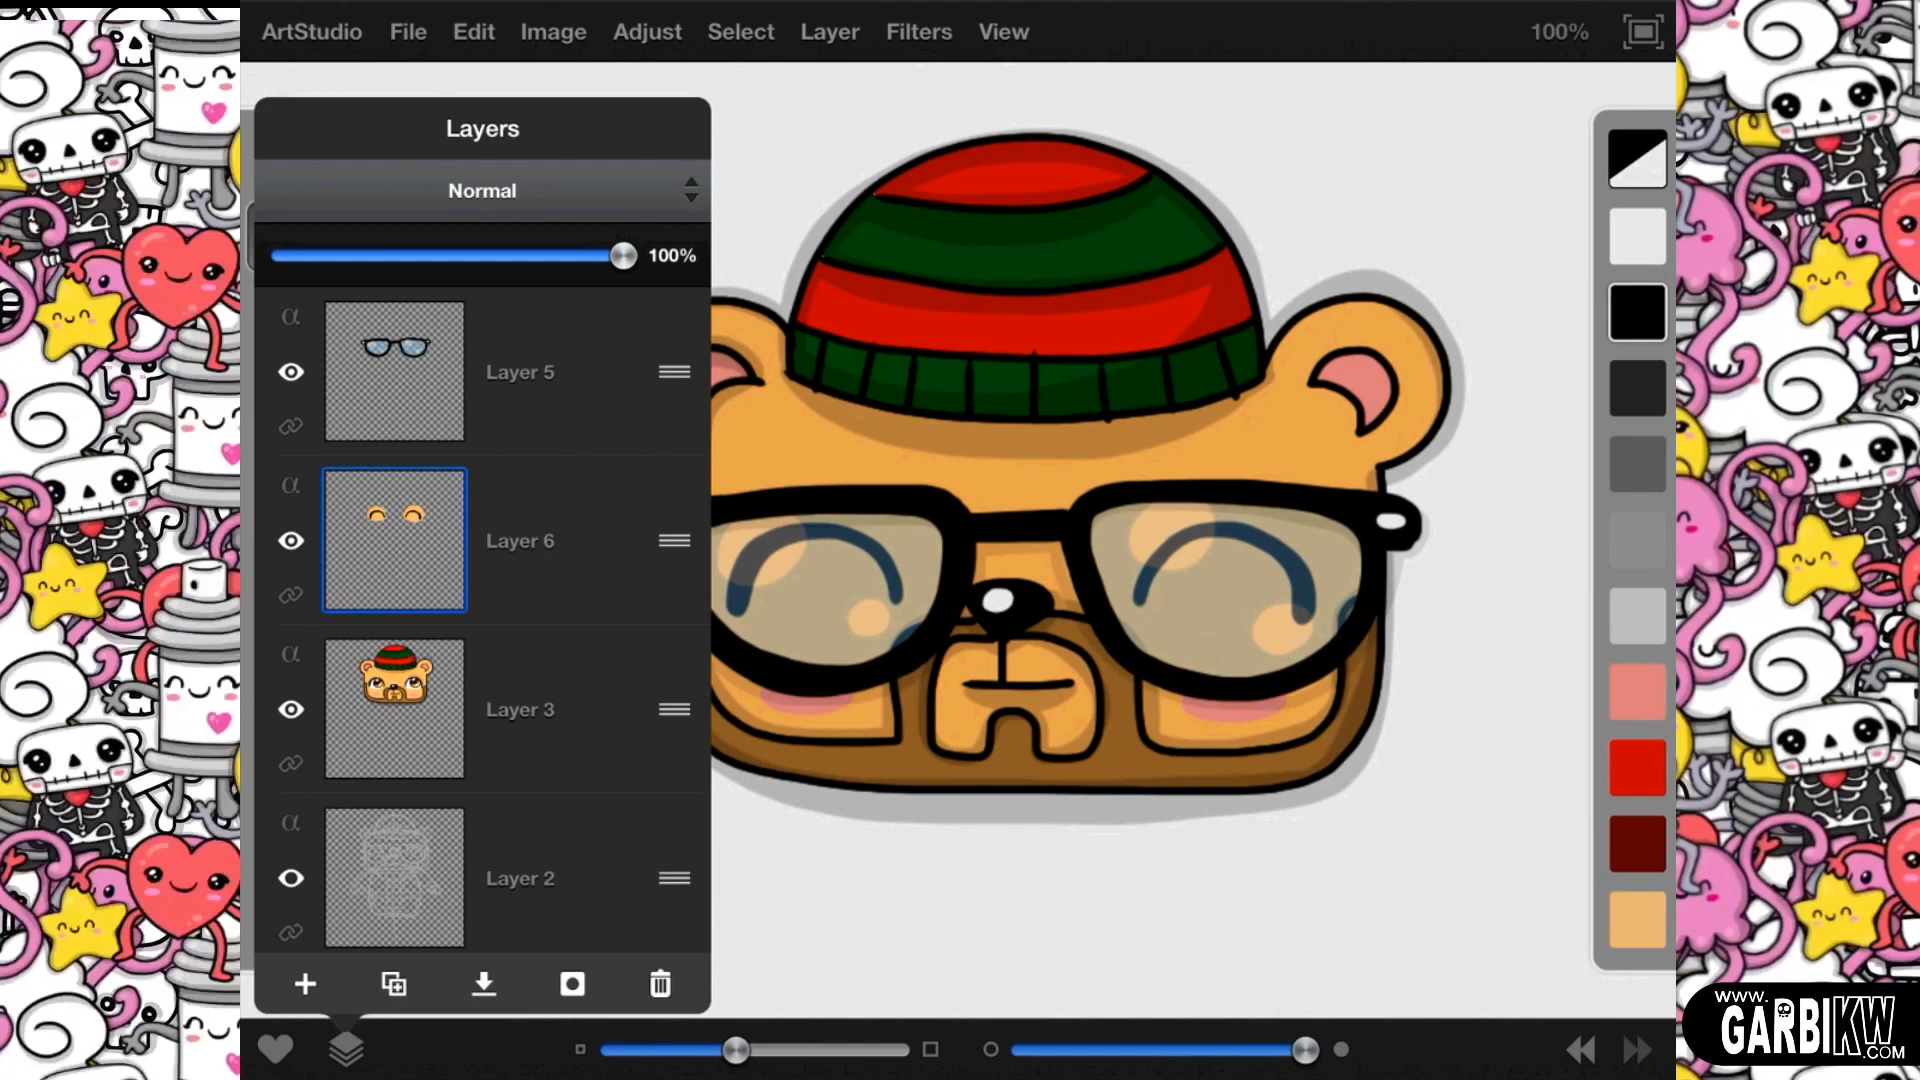 ArtStudio File Edit Image Adjust Select Layer Filters View 100%
Layers
Normal
100%
α
Layer 5
α
Layer 6
α
Layer 3
α
Layer 2
www.
GARBIKW
.COM